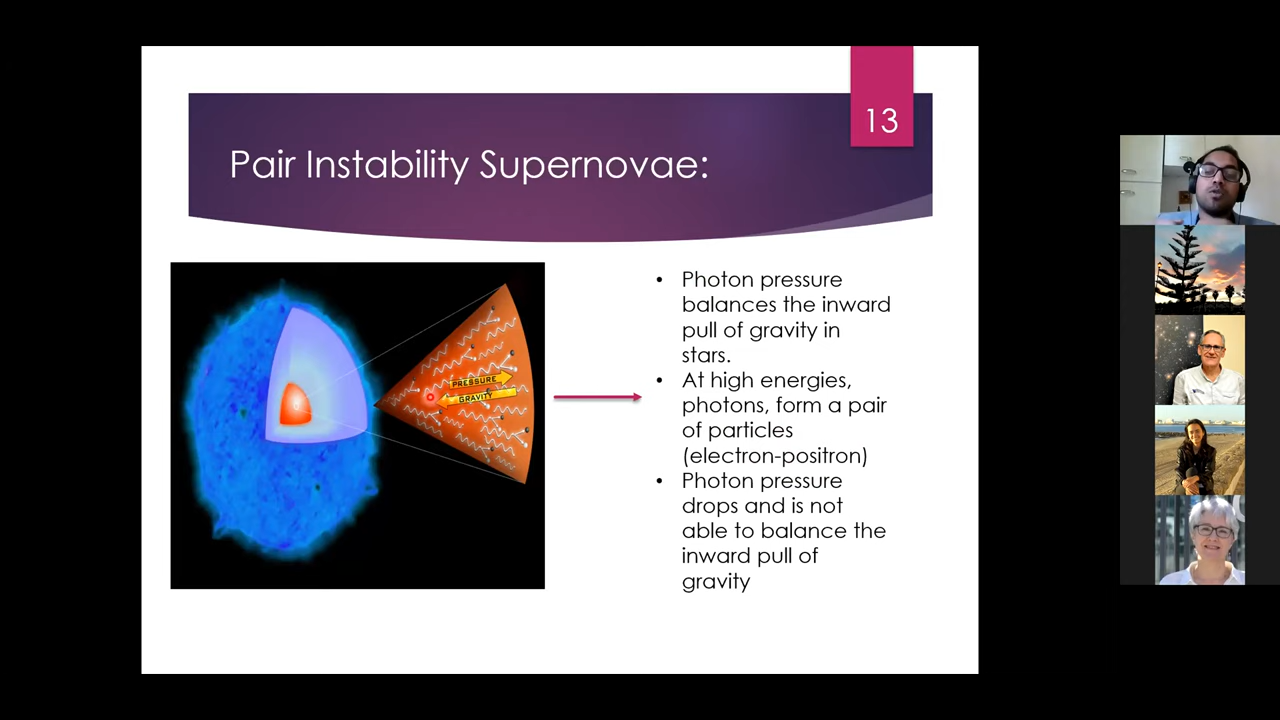 13
Pair Instability Supernovae:
PRESSURE
GRAVITY
• Photon pressure
balances the inward
pull of gravity in
stars.
• At high energies,
photons, form a pair
of particles
(electron-positron)
• Photon pressure
drops and is not
able to balance the
inward pull of
gravity